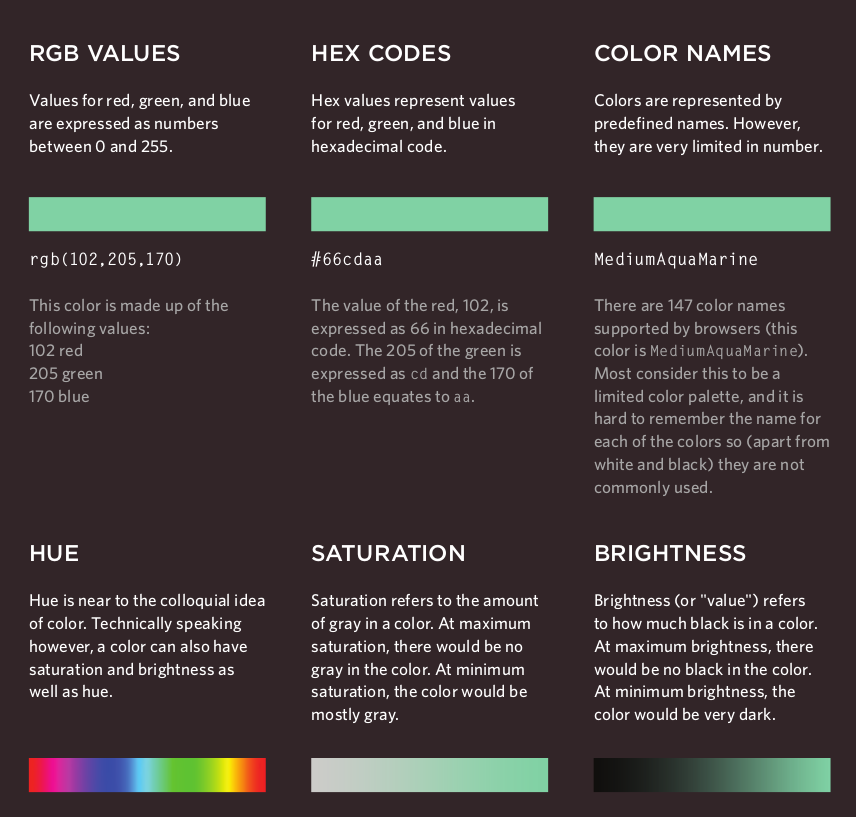 RGB VALUES
Values for red, green, and blue
are expressed as numbers
between 0 and 255.
rgb(102,205,170)
This color is made up of the
following values:
102 red
205 green
170 blue
HEX CODES
Hex values represent values
for red, green, and blue in
hexadecimal code.
#66cdaa
The value of the red, 102, is
expressed as 66 in hexadecimal
code. The 205 of the green is
expressed as cd and the 170 of
the blue equates to aa.
COLOR NAMES
Colors are represented by
predefined names. However,
they are very limited in number.
MediumAquaMarine
There are 147 color names
supported by browsers (this
color is MediumAquaMarine).
Most consider this to be a
limited color palette, and it is
hard to remember the name for
each of the colors so (apart from
white and black) they are not
commonly used.
HUE
Hue is near to the colloquial idea
of color. Technically speaking
however, a color can also have
saturation and brightness as
well as hue.
SATURATION
Saturation refers to the amount
of gray in a color. At maximum
saturation, there would be no
gray in the color. At minimum
saturation, the color would be
mostly gray.
BRIGHTNESS
Brightness (or "value") refers
to how much black is in a color.
At maximum brightness, there
would be no black in the color.
At minimum brightness, the
color would be very dark.